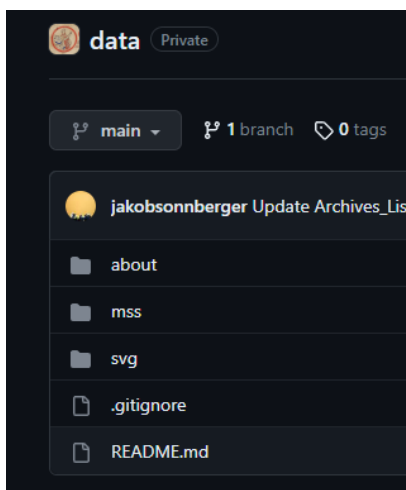 data Private
main 1 branch 0 tags
jakobsonnberger Update Archives_Lis
about
mss
svg
.gitignore
README.md